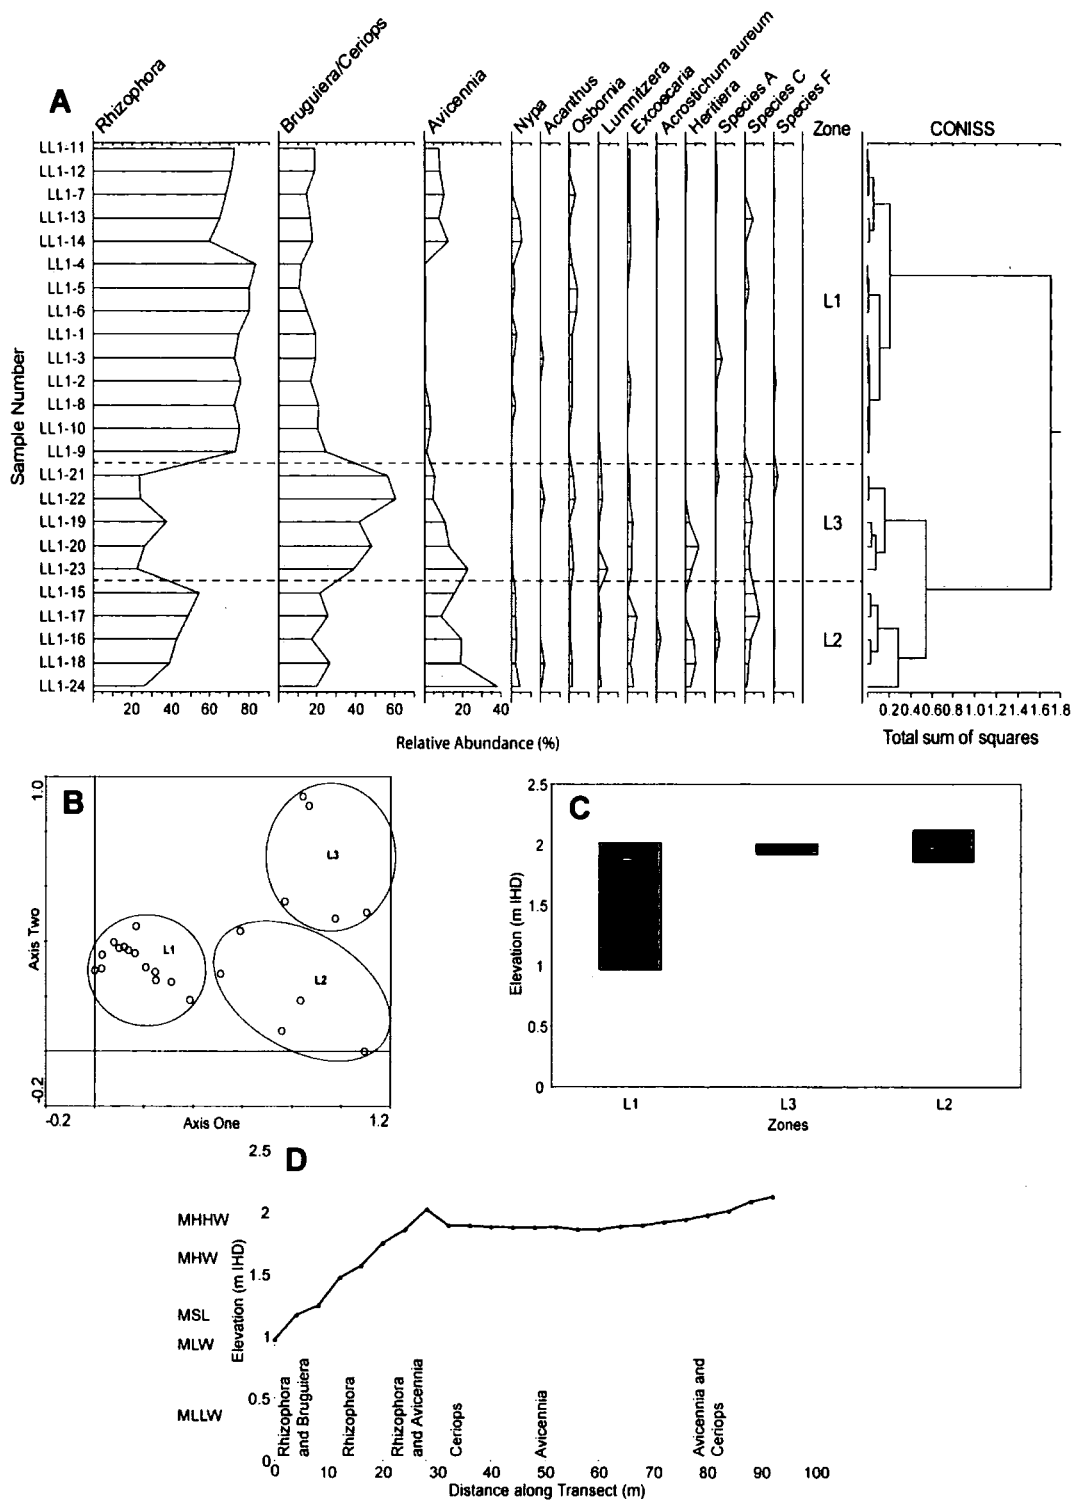 A
Rhizophora
Bruguiera/Ceriops
Avicennia
Nypa
Acanthus
Osbornia
Lumnitzera
Excoecaria
Acrostichum aureum
Heritiera
Species A
Species C
Species F
Zone
CONISS
Sample Number
LL1-11
LL1-12
LL1-7
LL1-13
LL1-14
LL1-4
LL1-5
LL1-6
LL1-1
LL1-3
LL1-2
LL1-8
LL1-10
LL1-9
LL1-21
LL1-22
LL1-19
LL1-20
LL1-23
LL1-15
LL1-17
LL1-16
LL1-18
LL1-24
L1
L3
L2
20 40 60 80
20 40 60
20 40
0.2 0.4 0.6 0.8 1.0 1.2 1.4 1.6 1.8
Relative Abundance (%)
Total sum of squares
B
1.0
Axis Two
-0.2
L3
L1
L2
-0.2
Axis One
1.2
C
Elevation (m IHD)
2.5
2
1.5
1
0.5
0
L1 L3 L2
Zones
D
2.5
2
1.5
1
0.5
0
Elevation (m IHD)
MHHW
MHW
MSL
MLW
MLLW
Rhizophora
and Bruguiera
Rhizophora
Rhizophora
and Avicennia
Ceriops
Avicennia
Avicennia and
Ceriops
0 10 20 30 40 50 60 70 80 90 100
Distance along Transect (m)